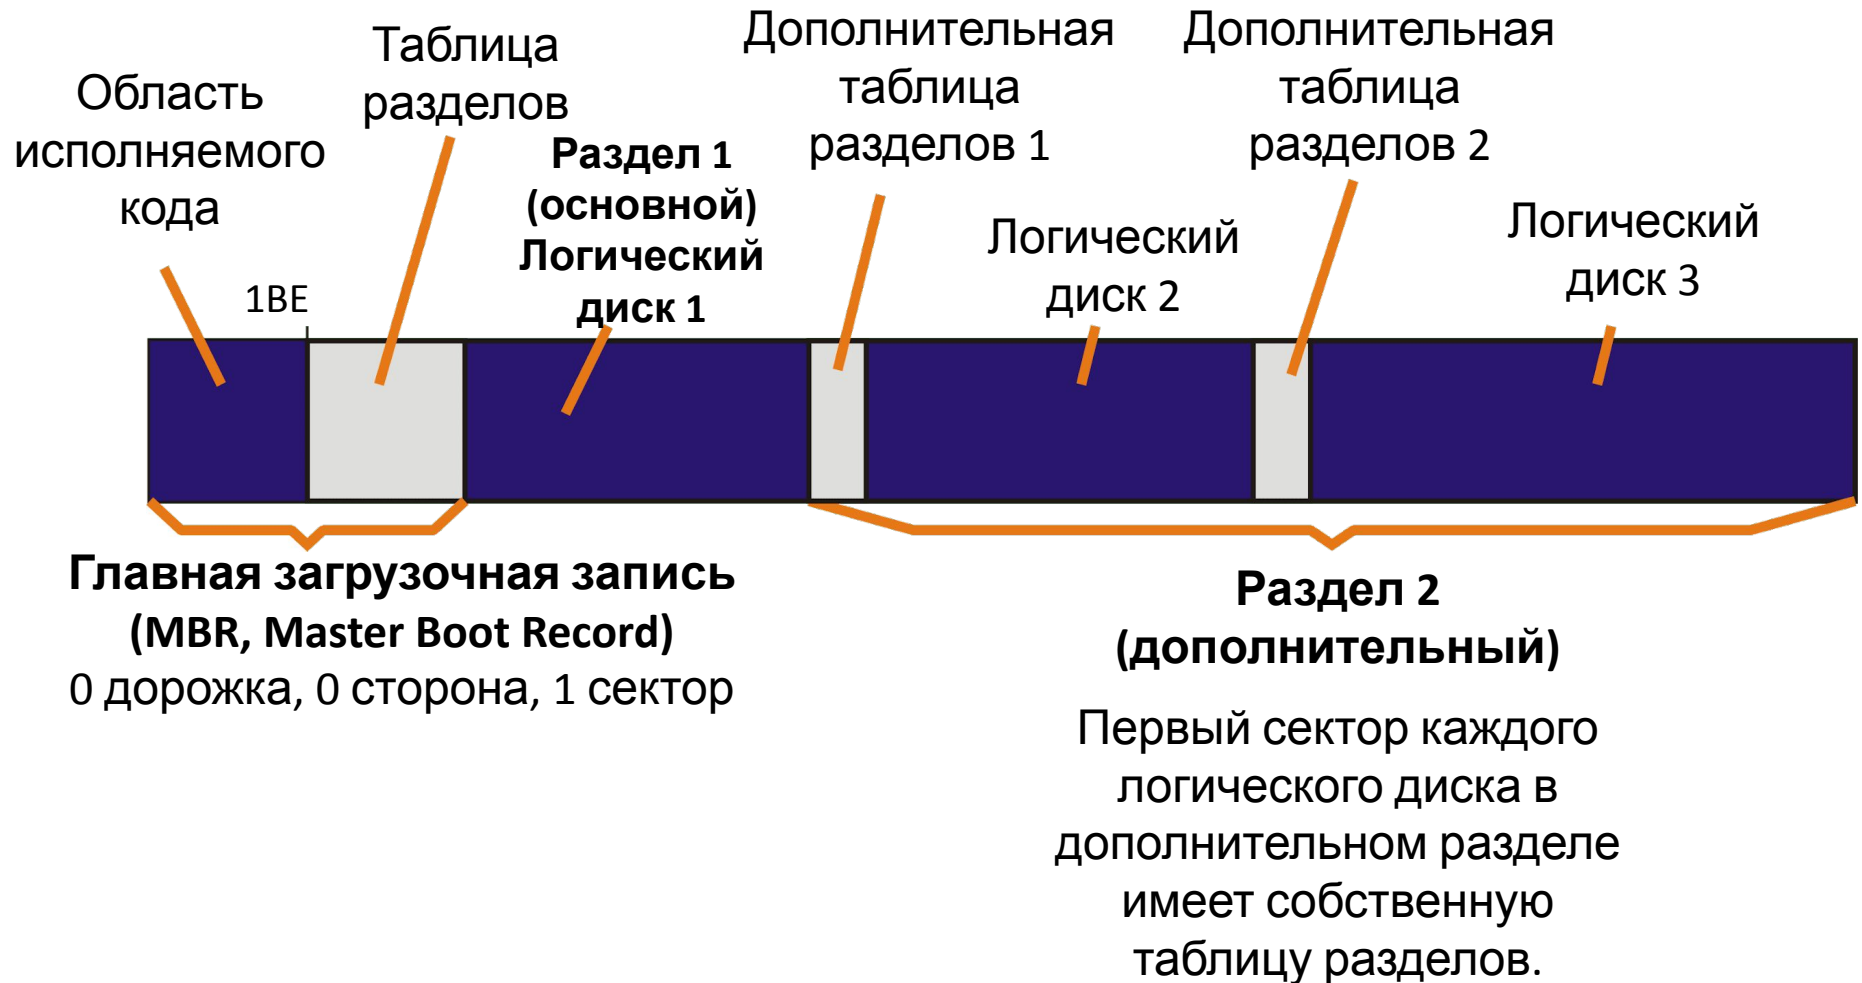 Область
исполняемого
кода
Таблица
разделов
Раздел 1
(основной)
Логический
диск 1
Дополнительная
таблица
разделов 1
Логический
диск 2
Дополнительная
таблица
разделов 2
Логический
диск 3
1BE
Главная загрузочная запись
(MBR, Master Boot Record)
0 дорожка, 0 сторона, 1 сектор
Раздел 2
(дополнительный)
Первый сектор каждого
логического диска в
дополнительном разделе
имеет собственную
таблицу разделов.